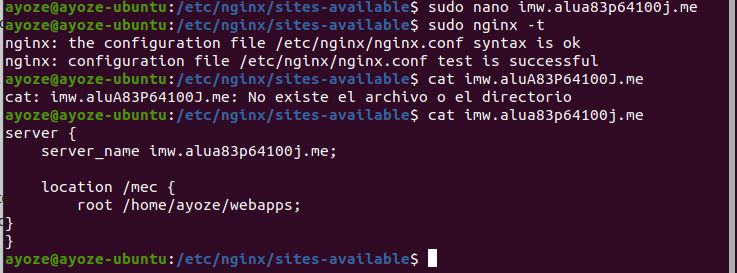 ayoze@ayoze-ubuntu:/etc/nginx/sites-available$ sudo nano imw.alua83p64100j.me
ayoze@ayoze-ubuntu:/etc/nginx/sites-available$ sudo nginx -t
nginx: the configuration file /etc/nginx/nginx.conf syntax is ok
nginx: configuration file /etc/nginx/nginx.conf test is successful
ayoze@ayoze-ubuntu:/etc/nginx/sites-available$ cat imw.aluA83P64100J.me
cat: imw.aluA83P64100J.me: No existe el archivo o el directorio
ayoze@ayoze-ubuntu:/etc/nginx/sites-available$ cat imw.alua83p64100j.me
server {
    server_name imw.alua83p64100j.me;

    location /mec {
        root /home/ayoze/webapps;
}
}
ayoze@ayoze-ubuntu:/etc/nginx/sites-available$